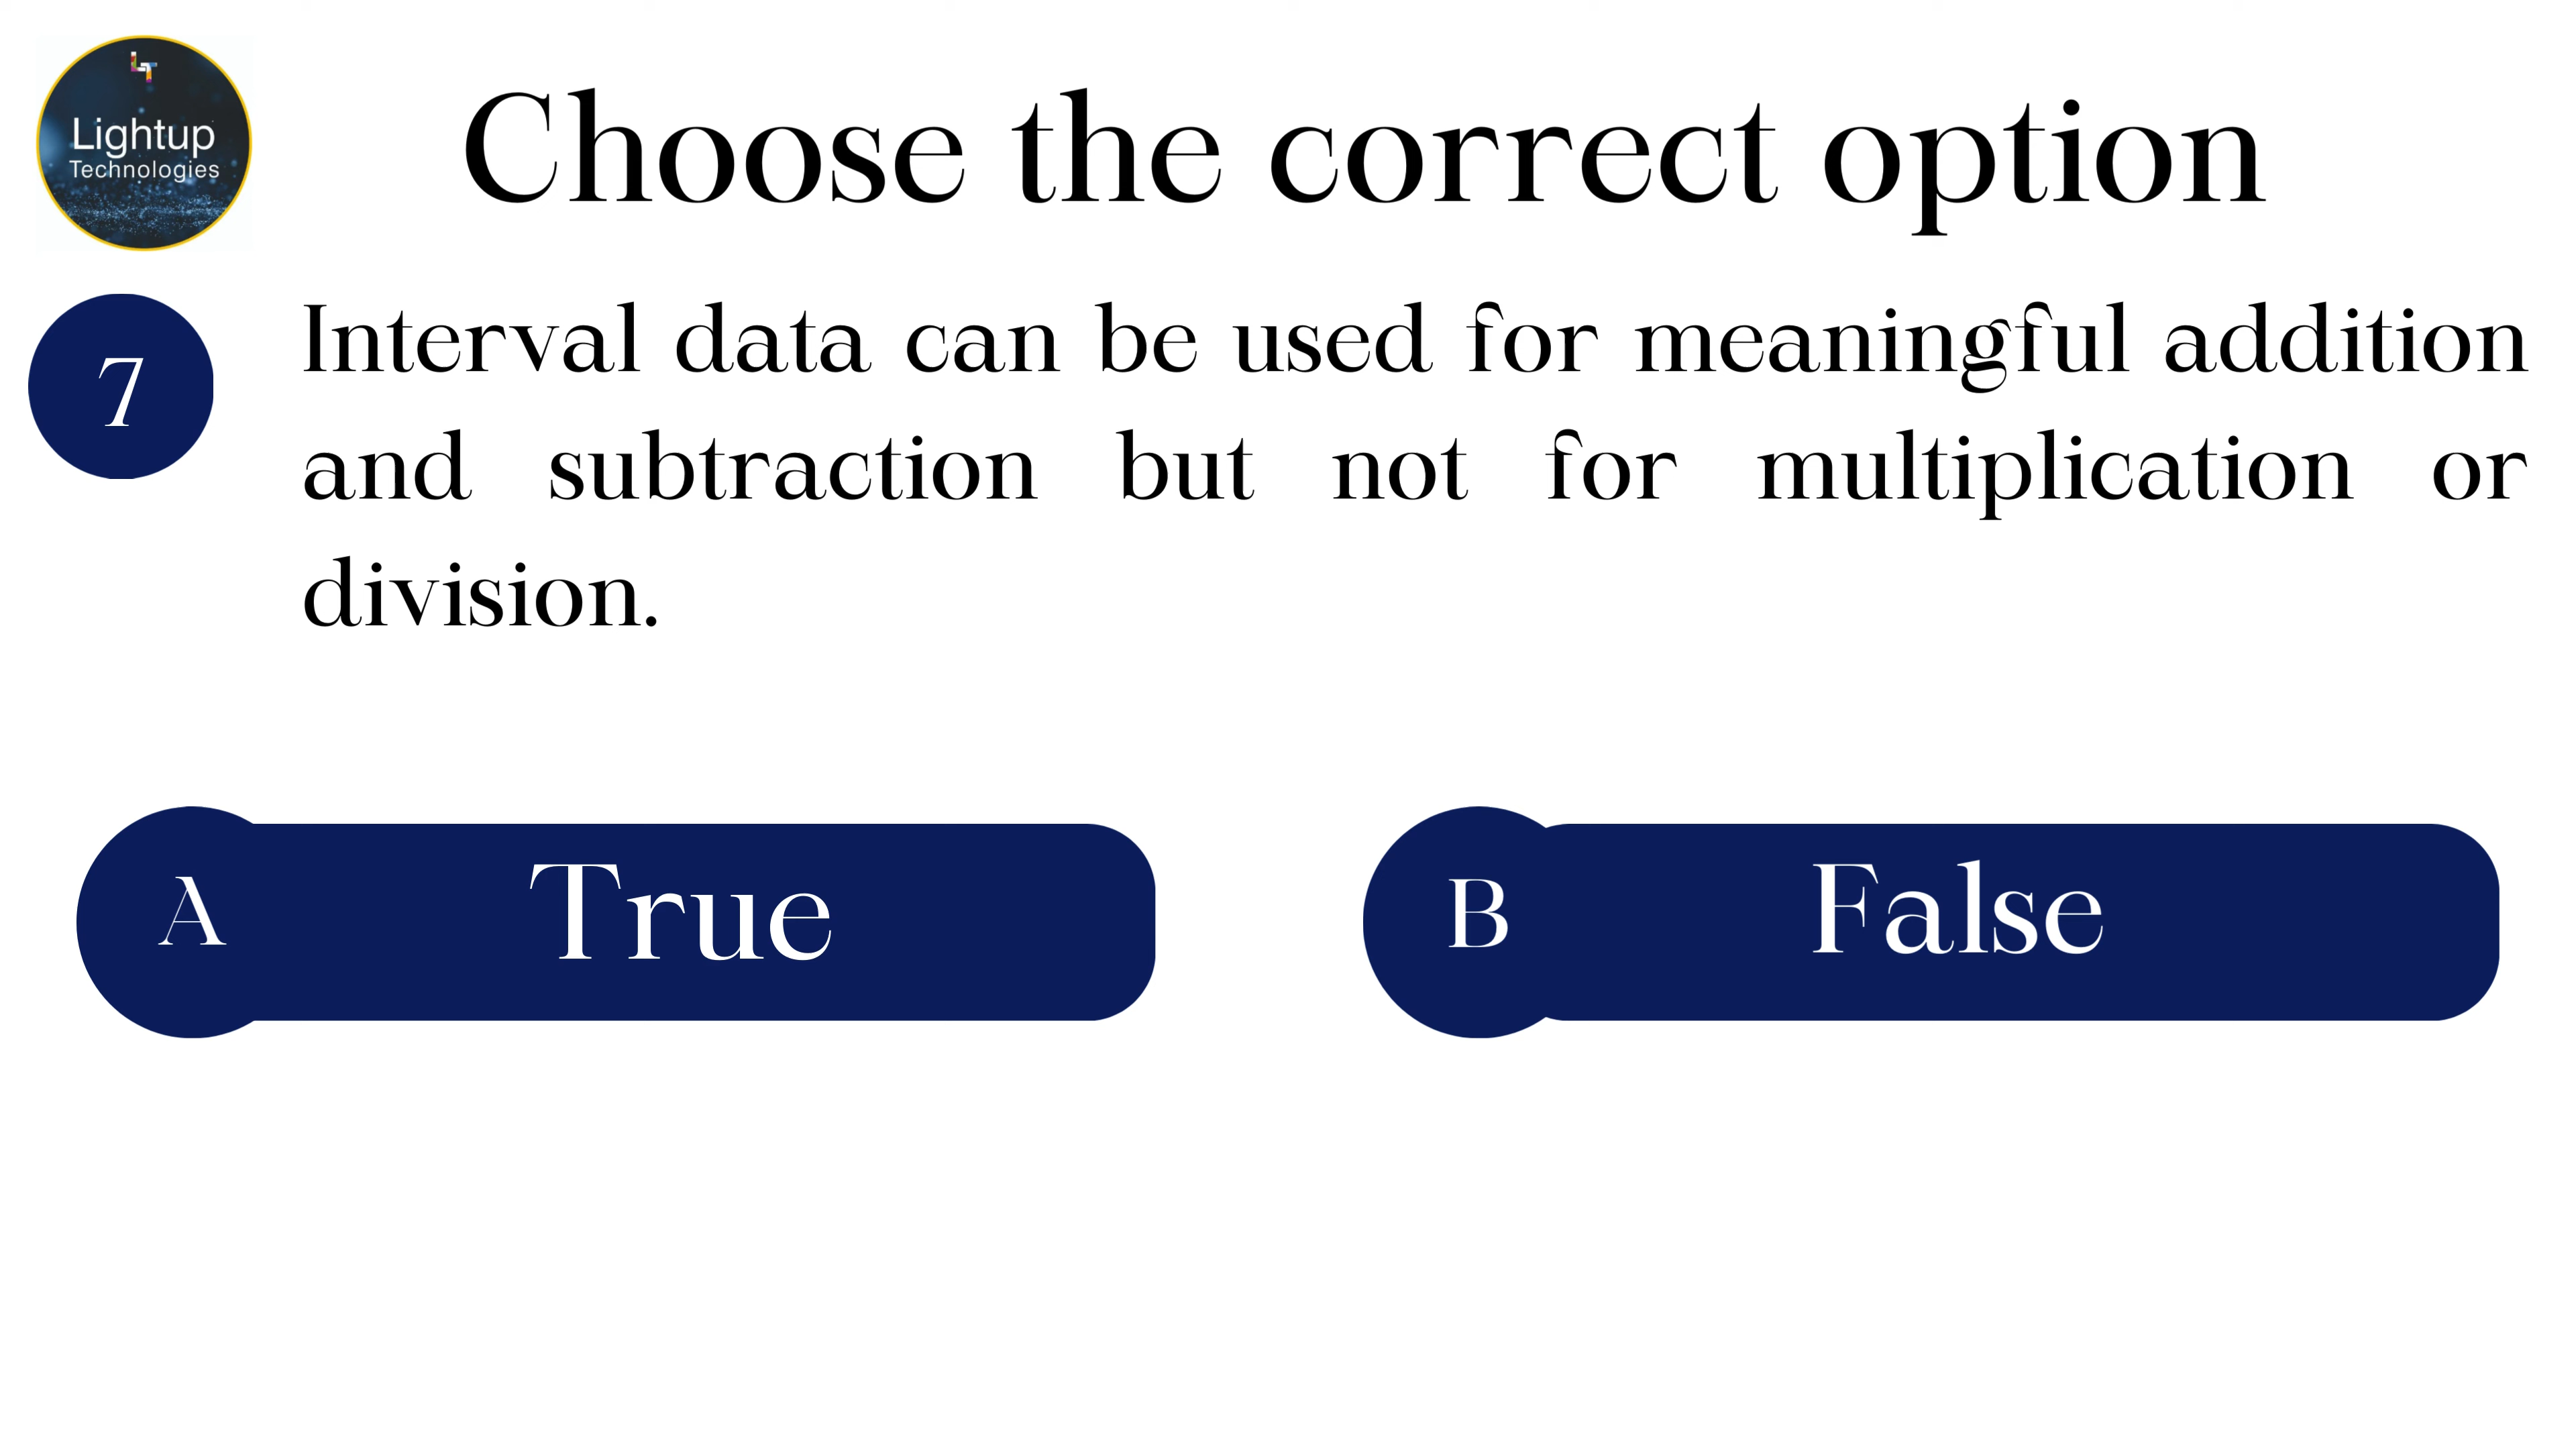 LT
Lightup
Technologies
Choose the correct option
7
Interval data can be used for meaningful addition
and subtraction but not for multiplication or
division.
A
True
B
False